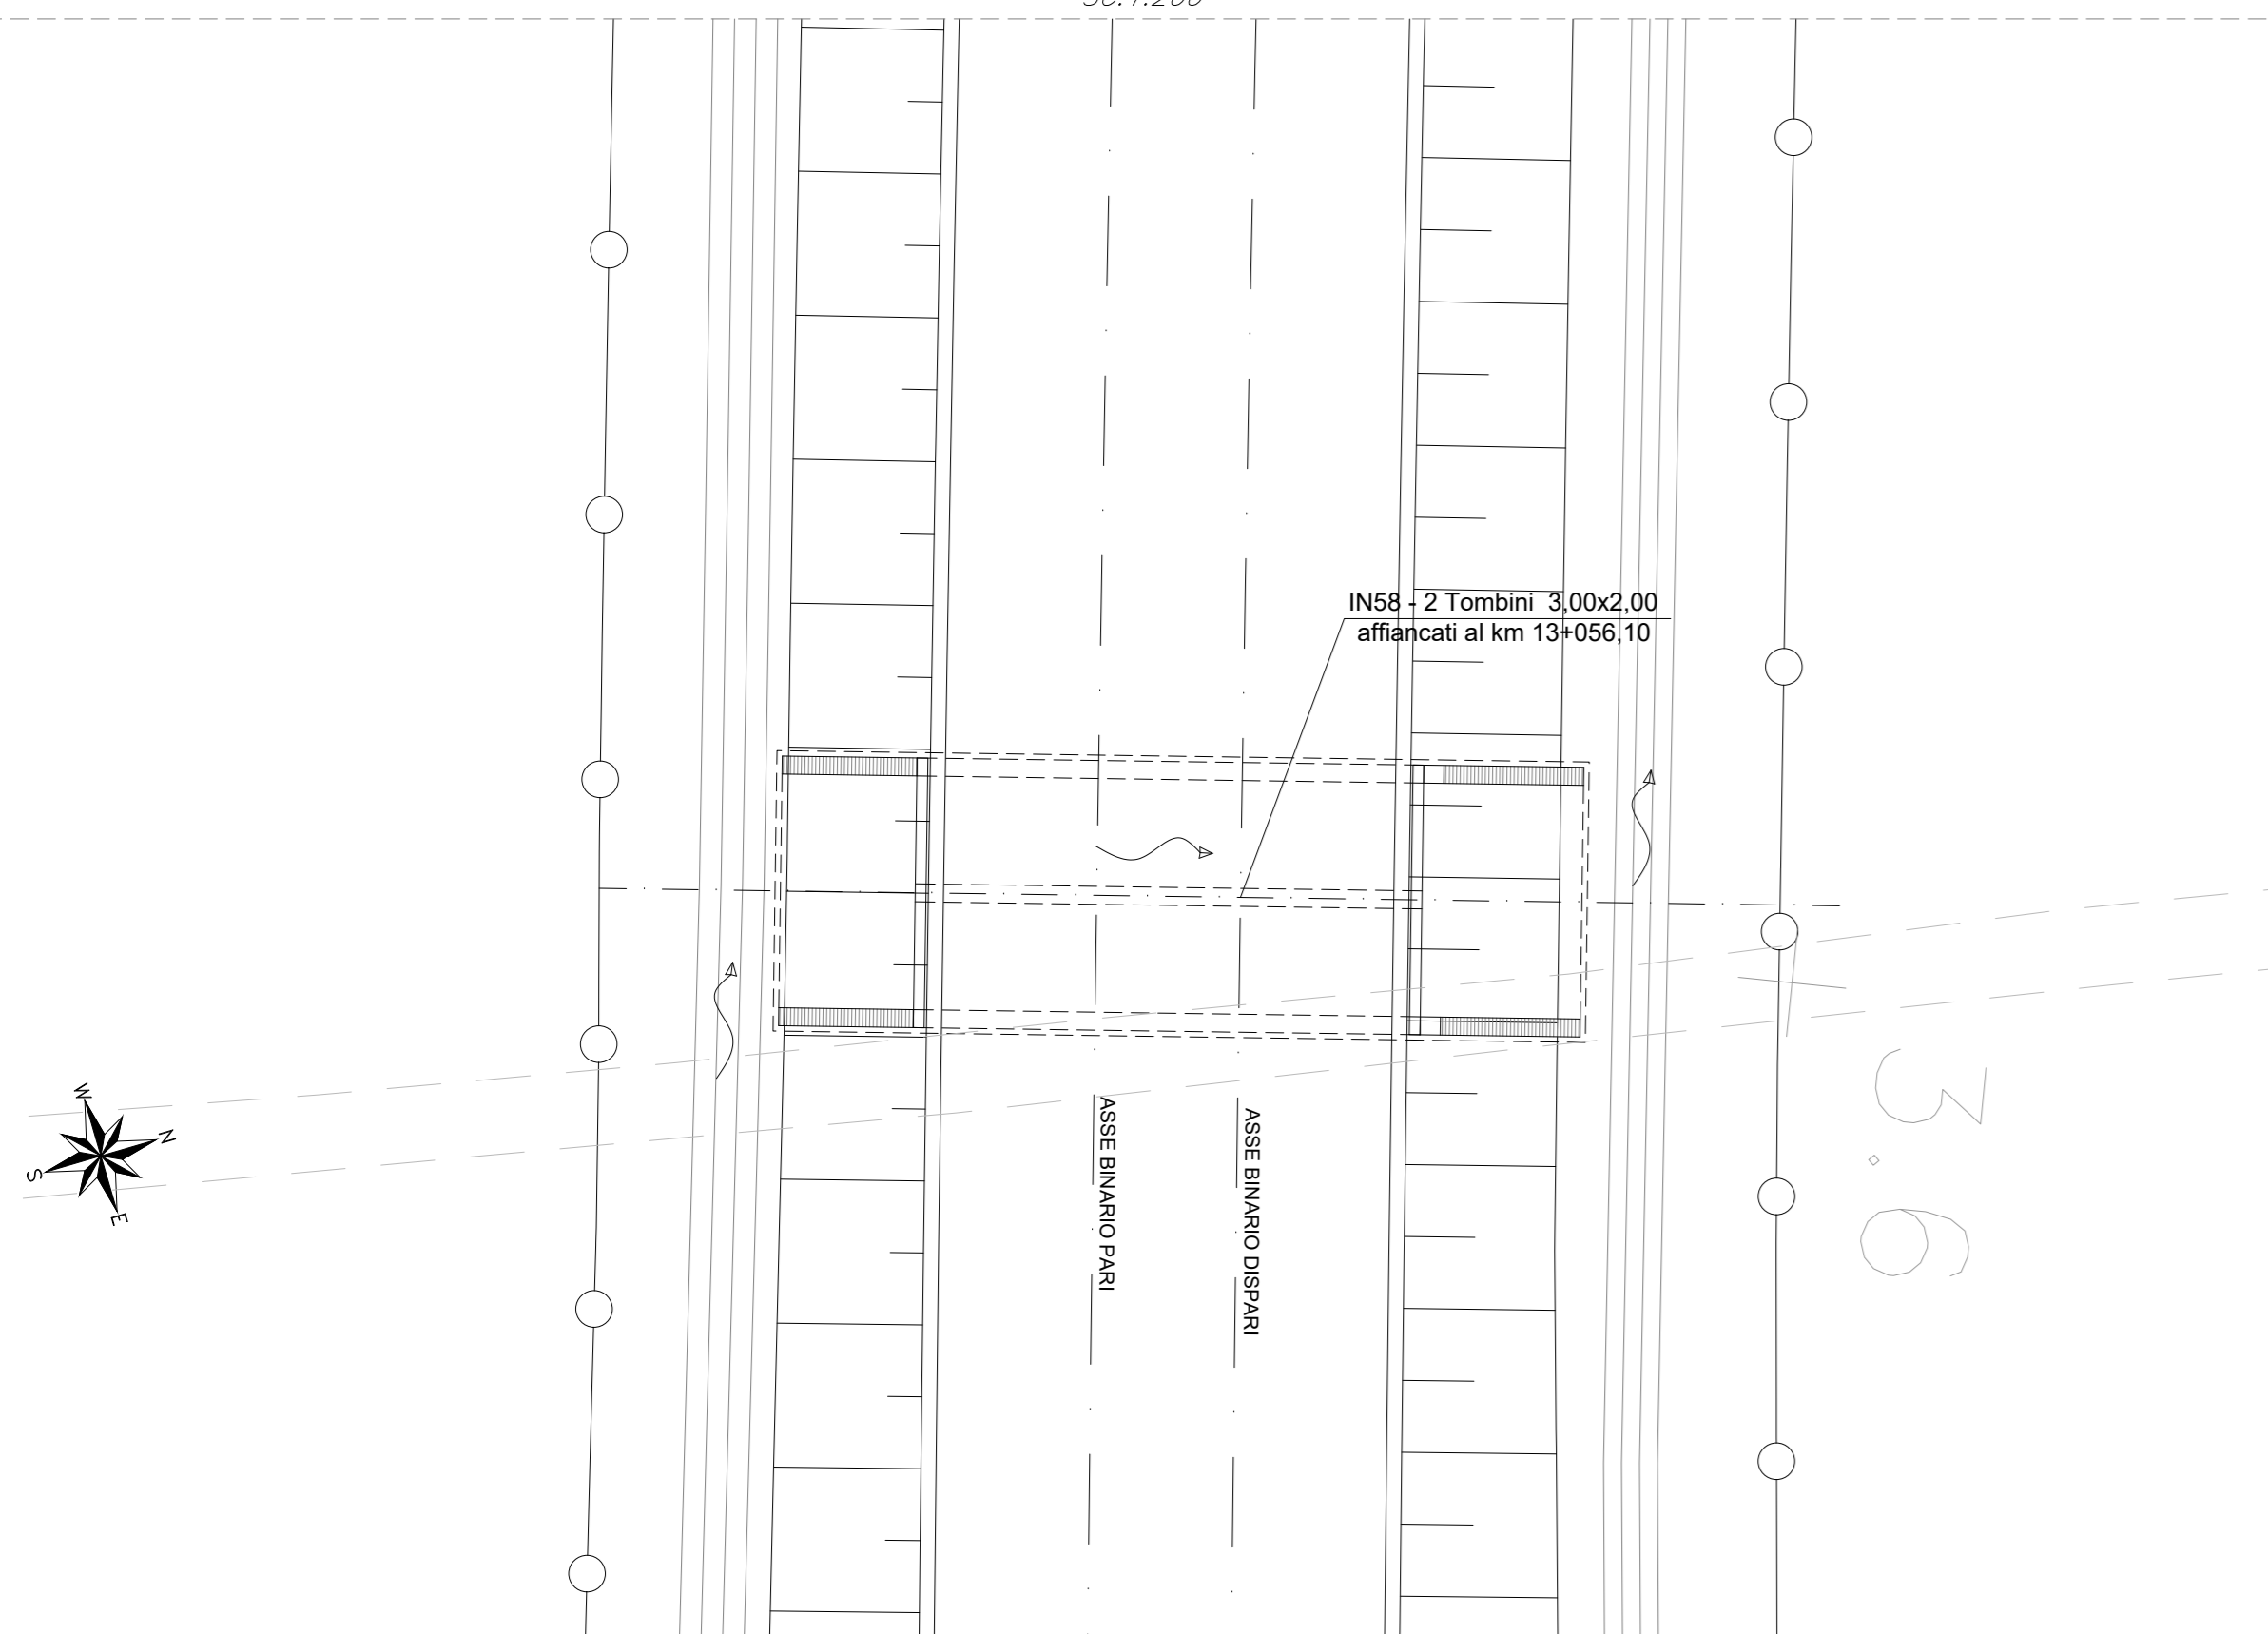 IN58 - 2 Tombini 3,00x2,00
affiancati al km 13+056,10
W
N
S
E
ASSE BINARIO PARI
ASSE BINARIO DISPARI